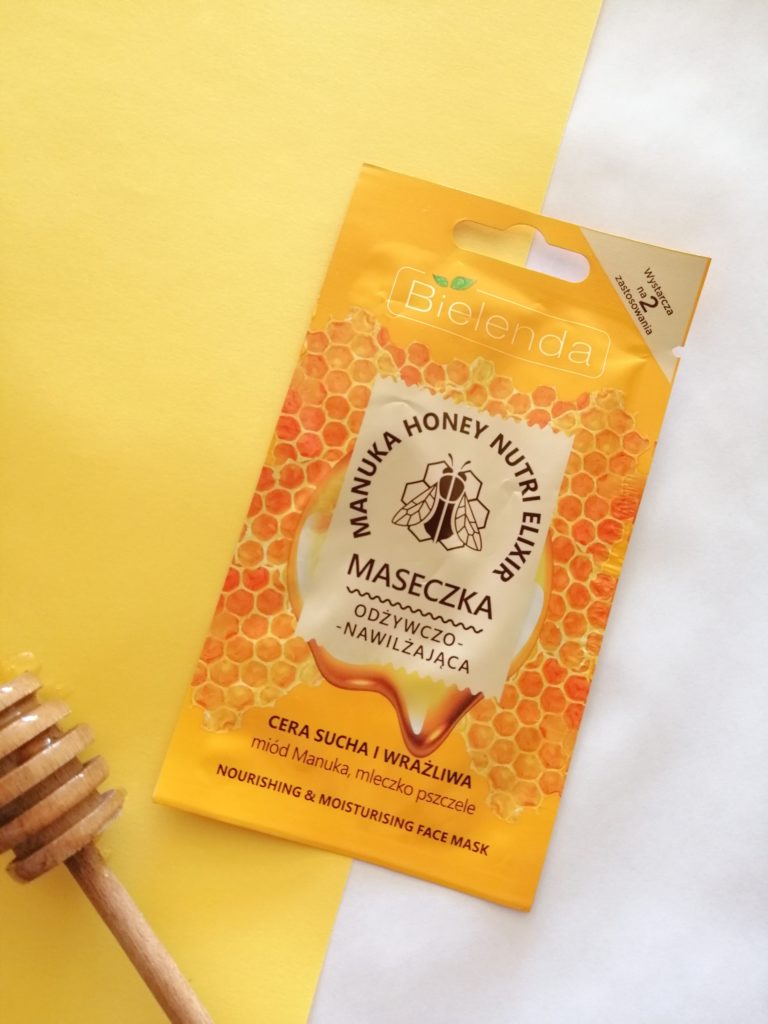 Bielenda
Wystarcza
na 2
zastosowania
MANUKA HONEY NUTRI ELIXIR
MASECZKA
ODŻYWCZO-
-NAWILŻAJĄCA
CERA SUCHA I WRAŻLIWA
miód Manuka, mleczko pszczele
NOURISHING & MOISTURISING FACE MASK